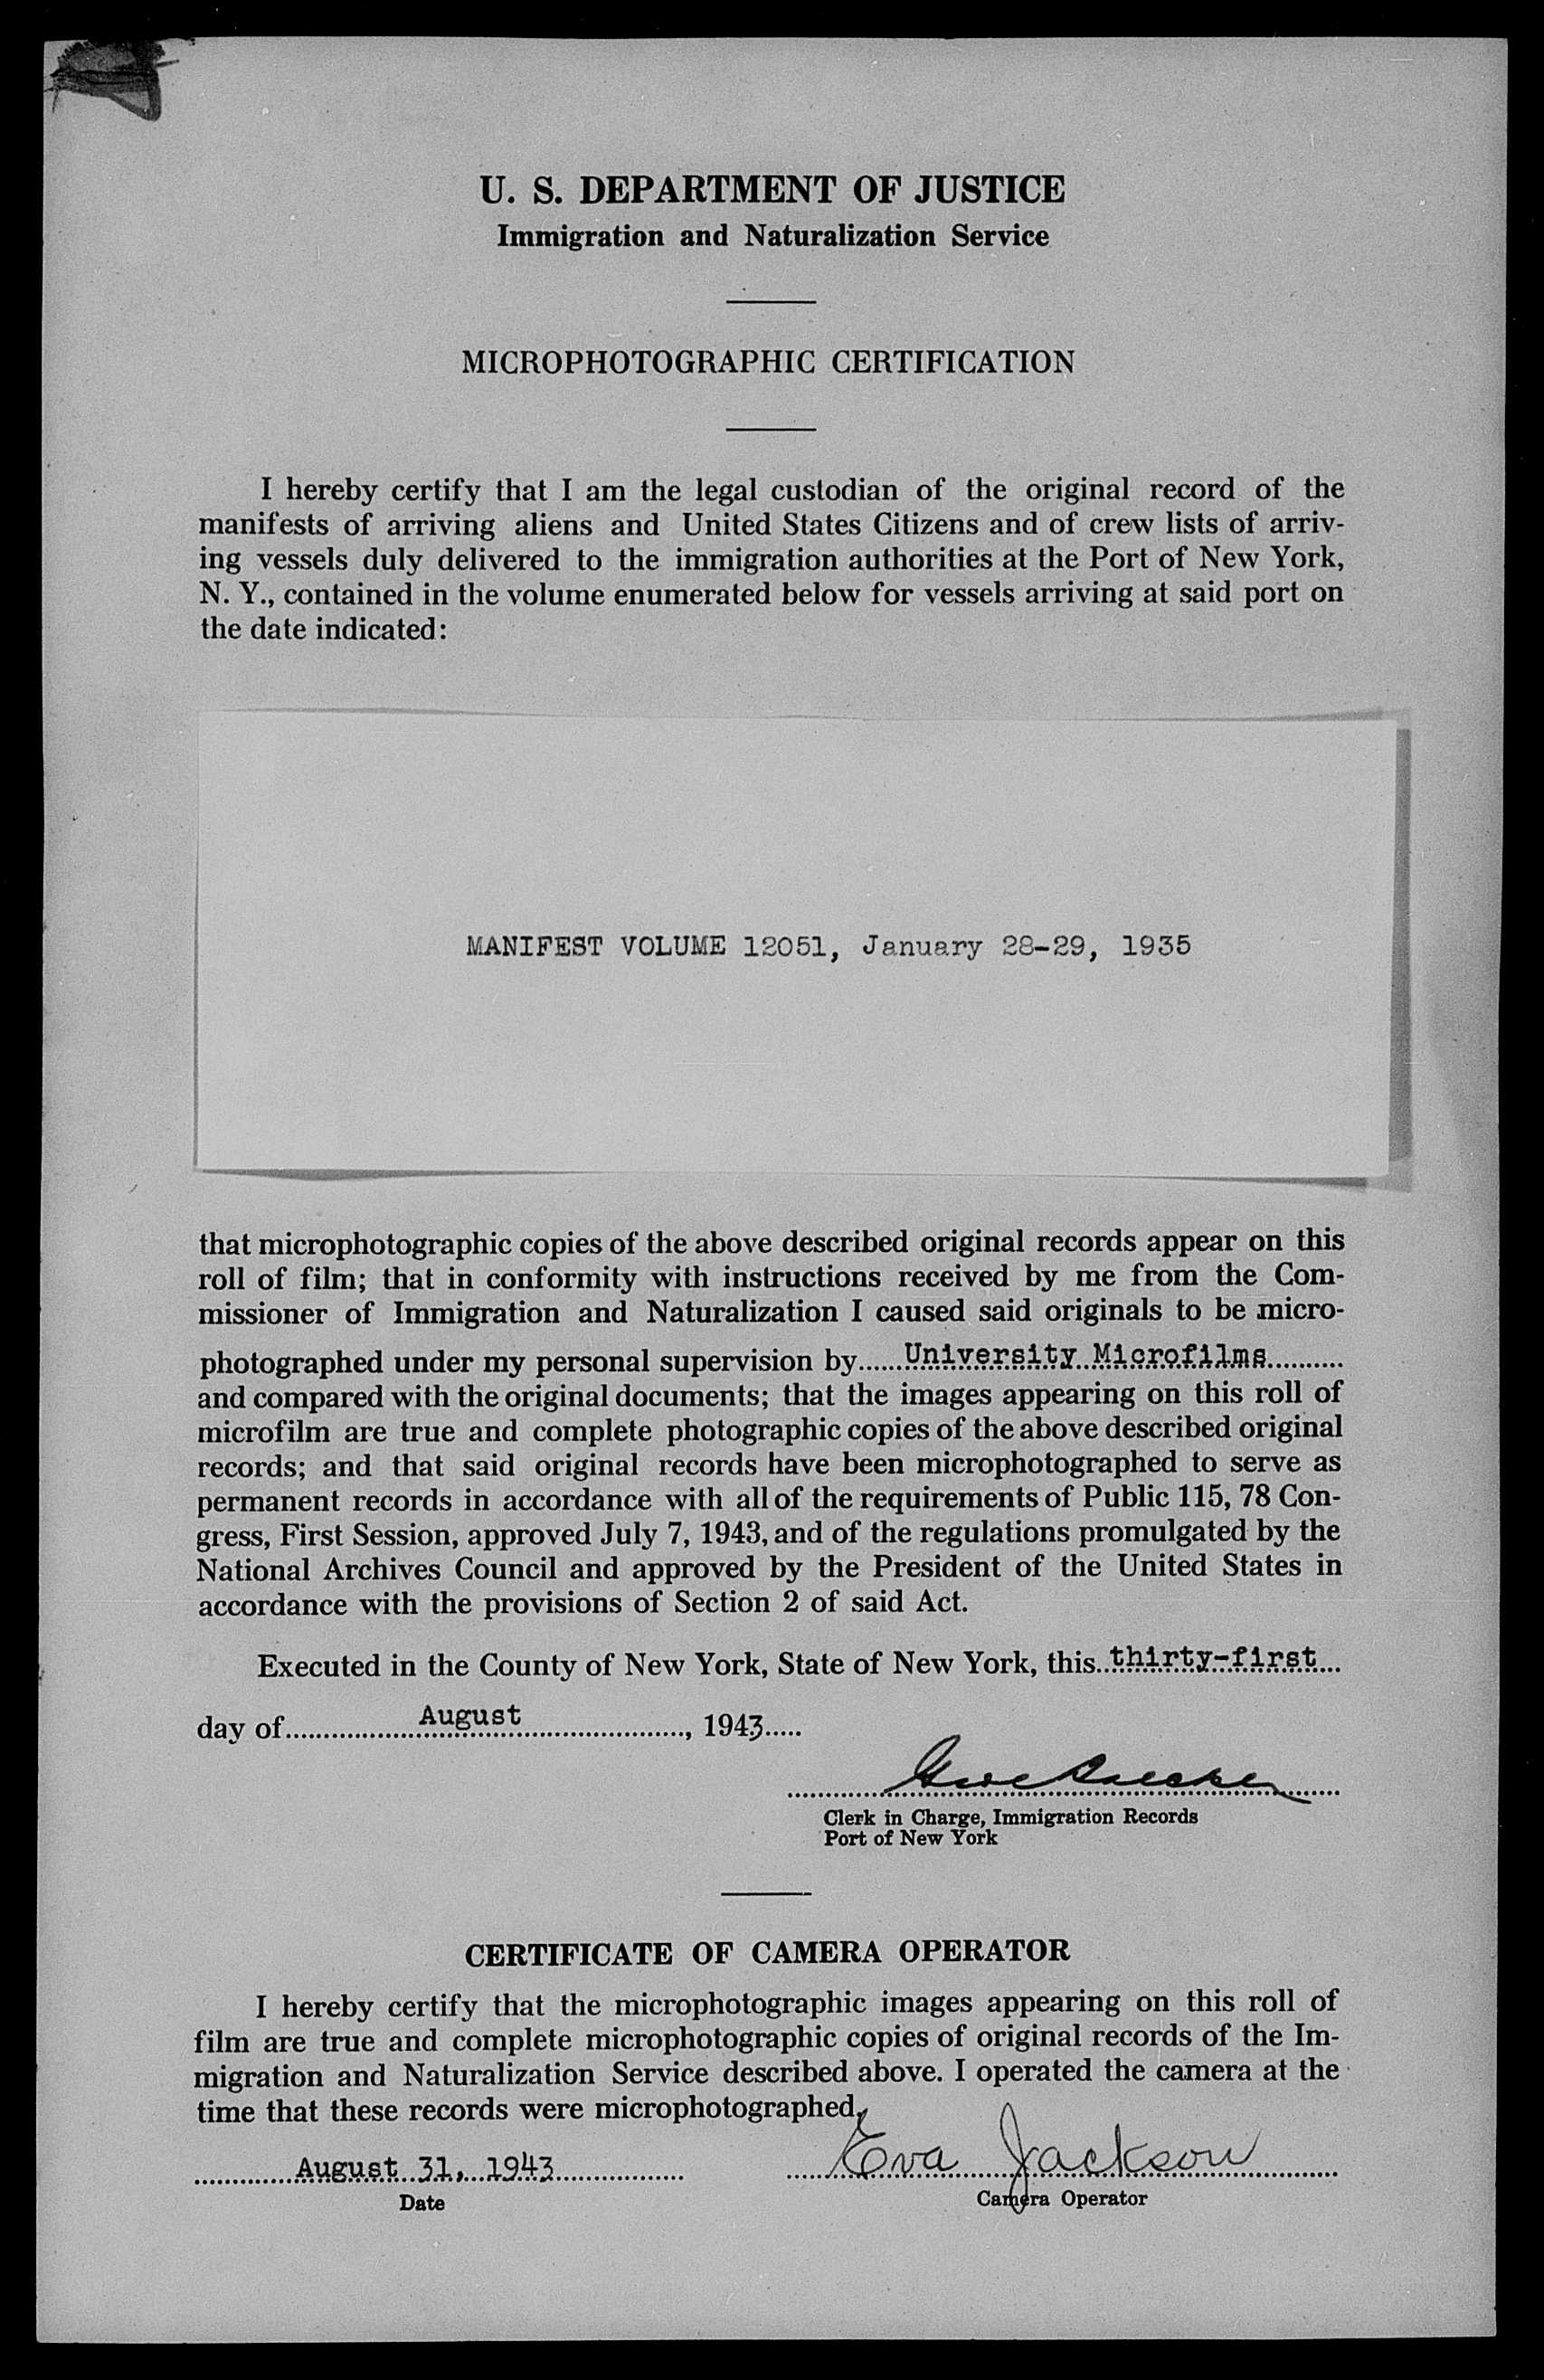 U. S. DEPARTMENT OF JUSTICE
Immigration and Naturalization Service
MICROPHOTOGRAPHIC CERTIFICATION
I hereby certify that I am the legal custodian of the original record of the
manifests of arriving aliens and United States Citizens and of crew lists of arriv-
ing vessels duly delivered to the immigration authorities at the Port of New York,
N. Y., contained in the volume enumerated below for vessels arriving at said port on
the date indicated:
MANIFEST VOLUME 12051, January 28-29, 1935
that microphotographic copies of the above described original records appear on this
roll of film; that in conformity with instructions received by me from the Com-
missioner of Immigration and Naturalization I caused said originals to be micro-
photographed under my personal supervision by......University Microfilms..........
and compared with the original documents; that the images appearing on this roll of
microfilm are true and complete photographic copies of the above described original
records; and that said original records have been microphotographed to serve as
permanent records in accordance with all of the requirements of Public 115, 78 Con-
gress, First Session, approved July 7, 1943, and of the regulations promulgated by the
National Archives Council and approved by the President of the United States in
accordance with the provisions of Section 2 of said Act.
Executed in the County of New York, State of New York, this..thirty-first...
day of..................August........................, 1943.....
Clerk in Charge, Immigration Records
Port of New York
CERTIFICATE OF CAMERA OPERATOR
I hereby certify that the microphotographic images appearing on this roll of
film are true and complete microphotographic copies of original records of the Im-
migration and Naturalization Service described above. I operated the camera at the
time that these records were microphotographed.
.............August 31, 1943................. Eva Jackson
Date Camera Operator